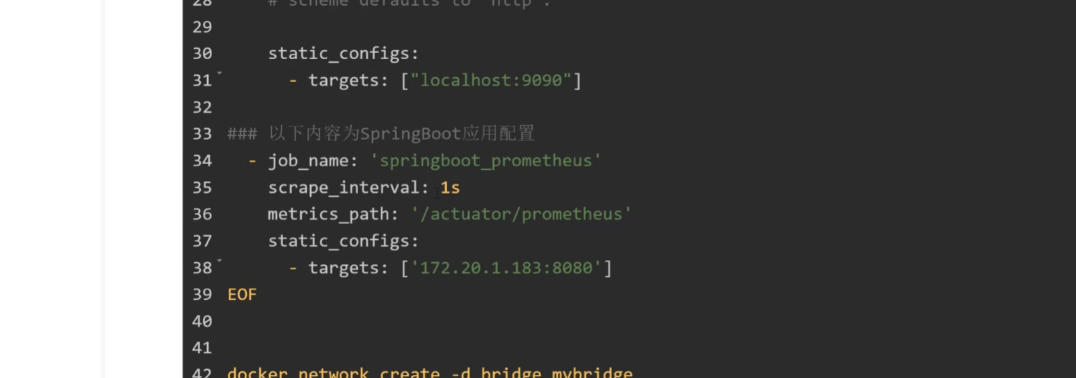 28 # scheme defaults to 'http'.
29
30 static_configs:
31 - targets: ["localhost:9090"]
32
33 ### 以下内容为SpringBoot应用配置
34 - job_name: 'springboot_prometheus'
35 scrape_interval: 1s
36 metrics_path: '/actuator/prometheus'
37 static_configs:
38 - targets: ['172.20.1.183:8080']
39 EOF
40
41
42 docker network create -d bridge mybridge